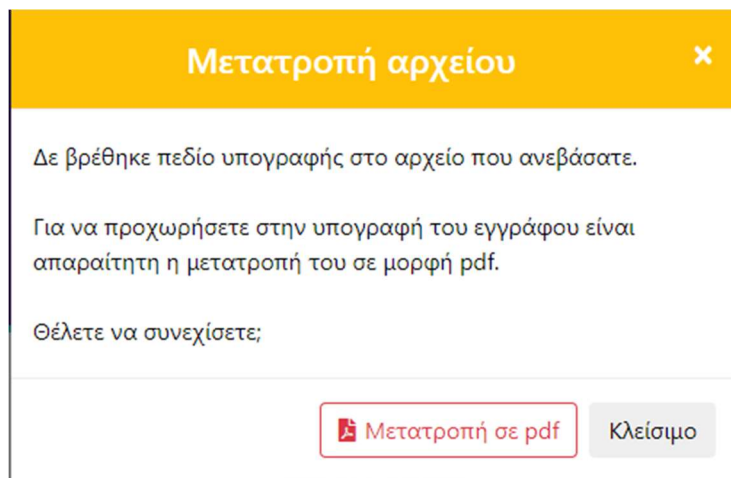 Μετατροπή αρχείου
Δε βρέθηκε πεδίο υπογραφής στο αρχείο που ανεβάσατε.
Για να προχωρήσετε στην υπογραφή του εγγράφου είναι
απαραίτητη η μετατροπή του σε μορφή pdf.
Θέλετε να συνεχίσετε;
Μετατροπή σε pdf Κλείσιμο